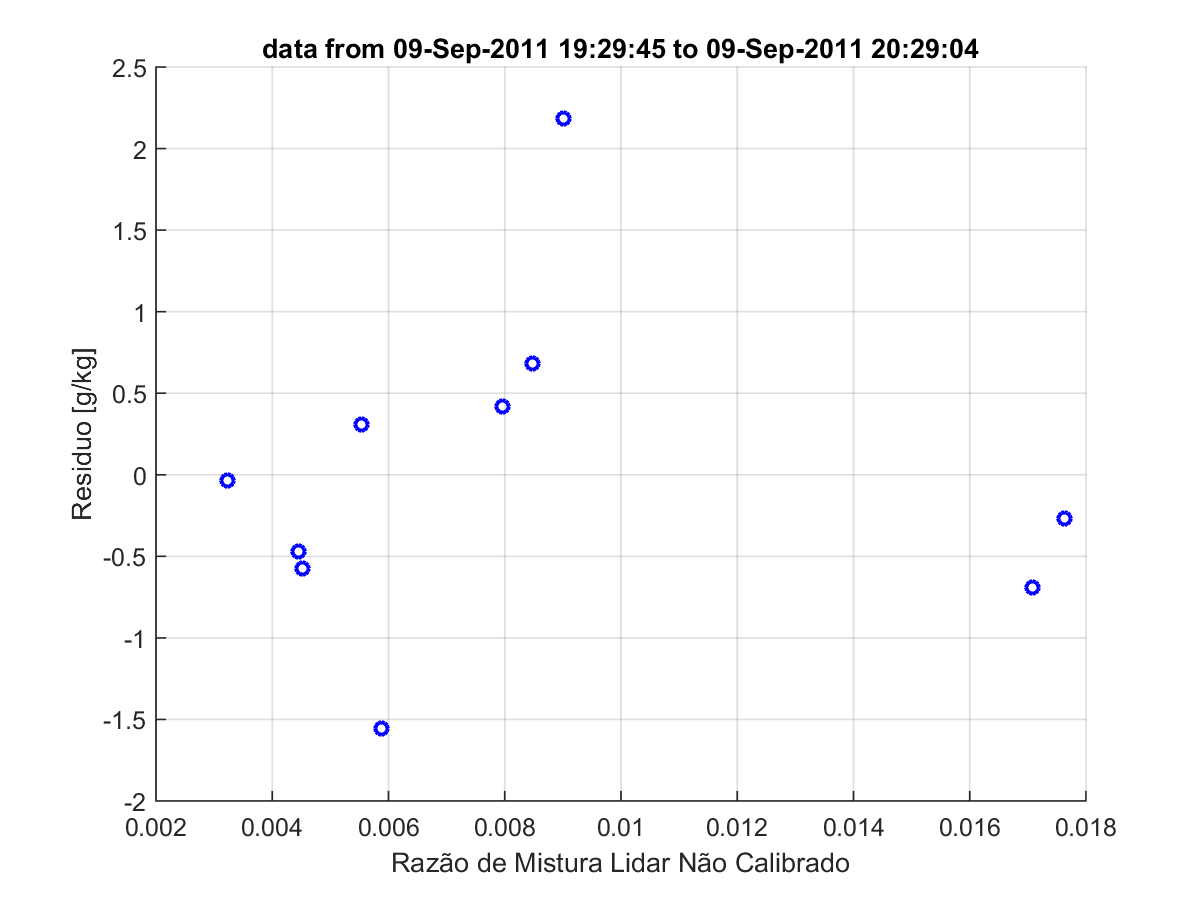 data from 09-Sep-2011 19:29:45 to 09-Sep-2011 20:29:04
2.5
2
1.5
1
0.5
0
-0.5
-1
-1.5
-2
Residuo [g/kg]
0.002 0.004 0.006 0.008 0.01 0.012 0.014 0.016 0.018
Razão de Mistura Lidar Não Calibrado